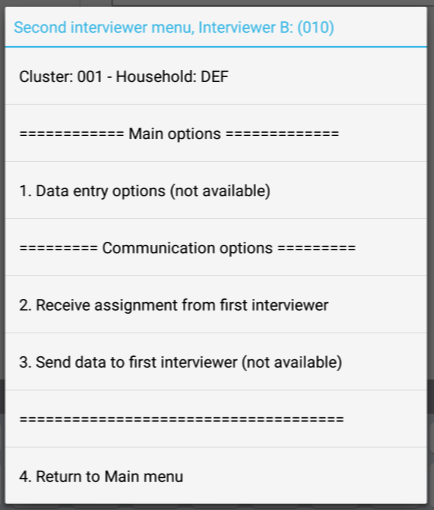 Second interviewer menu, Interviewer B: (010)
Cluster: 001 - Household: DEF
============ Main options =============
1. Data entry options (not available)
========= Communication options =========
2. Receive assignment from first interviewer
3. Send data to first interviewer (not available)
=====================================
4. Return to Main menu